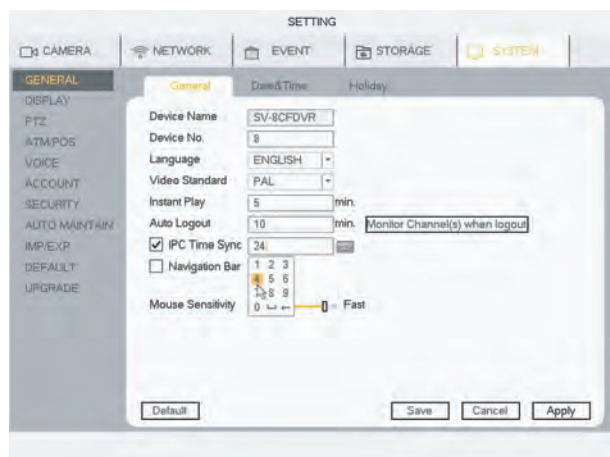 SETTING
CAMERA NETWORK EVENT STORAGE SYSTEM
GENERAL
DISPLAY
PTZ
ATM/POS
VOICE
ACCOUNT
SECURITY
AUTO MAINTAIN
IMP/EXP
DEFAULT
UPGRADE
General Date&Time Holiday
Device Name SV-8CFDVR
Device No. 8
Language ENGLISH
Video Standard PAL
Instant Play 5 min.
Auto Logout 10 min. Monitor Channel(s) when logout
IPC Time Sync 24
Navigation Bar
1 2 3
4 5 6
8 9
0
Mouse Sensitivity Fast
Default Save Cancel Apply